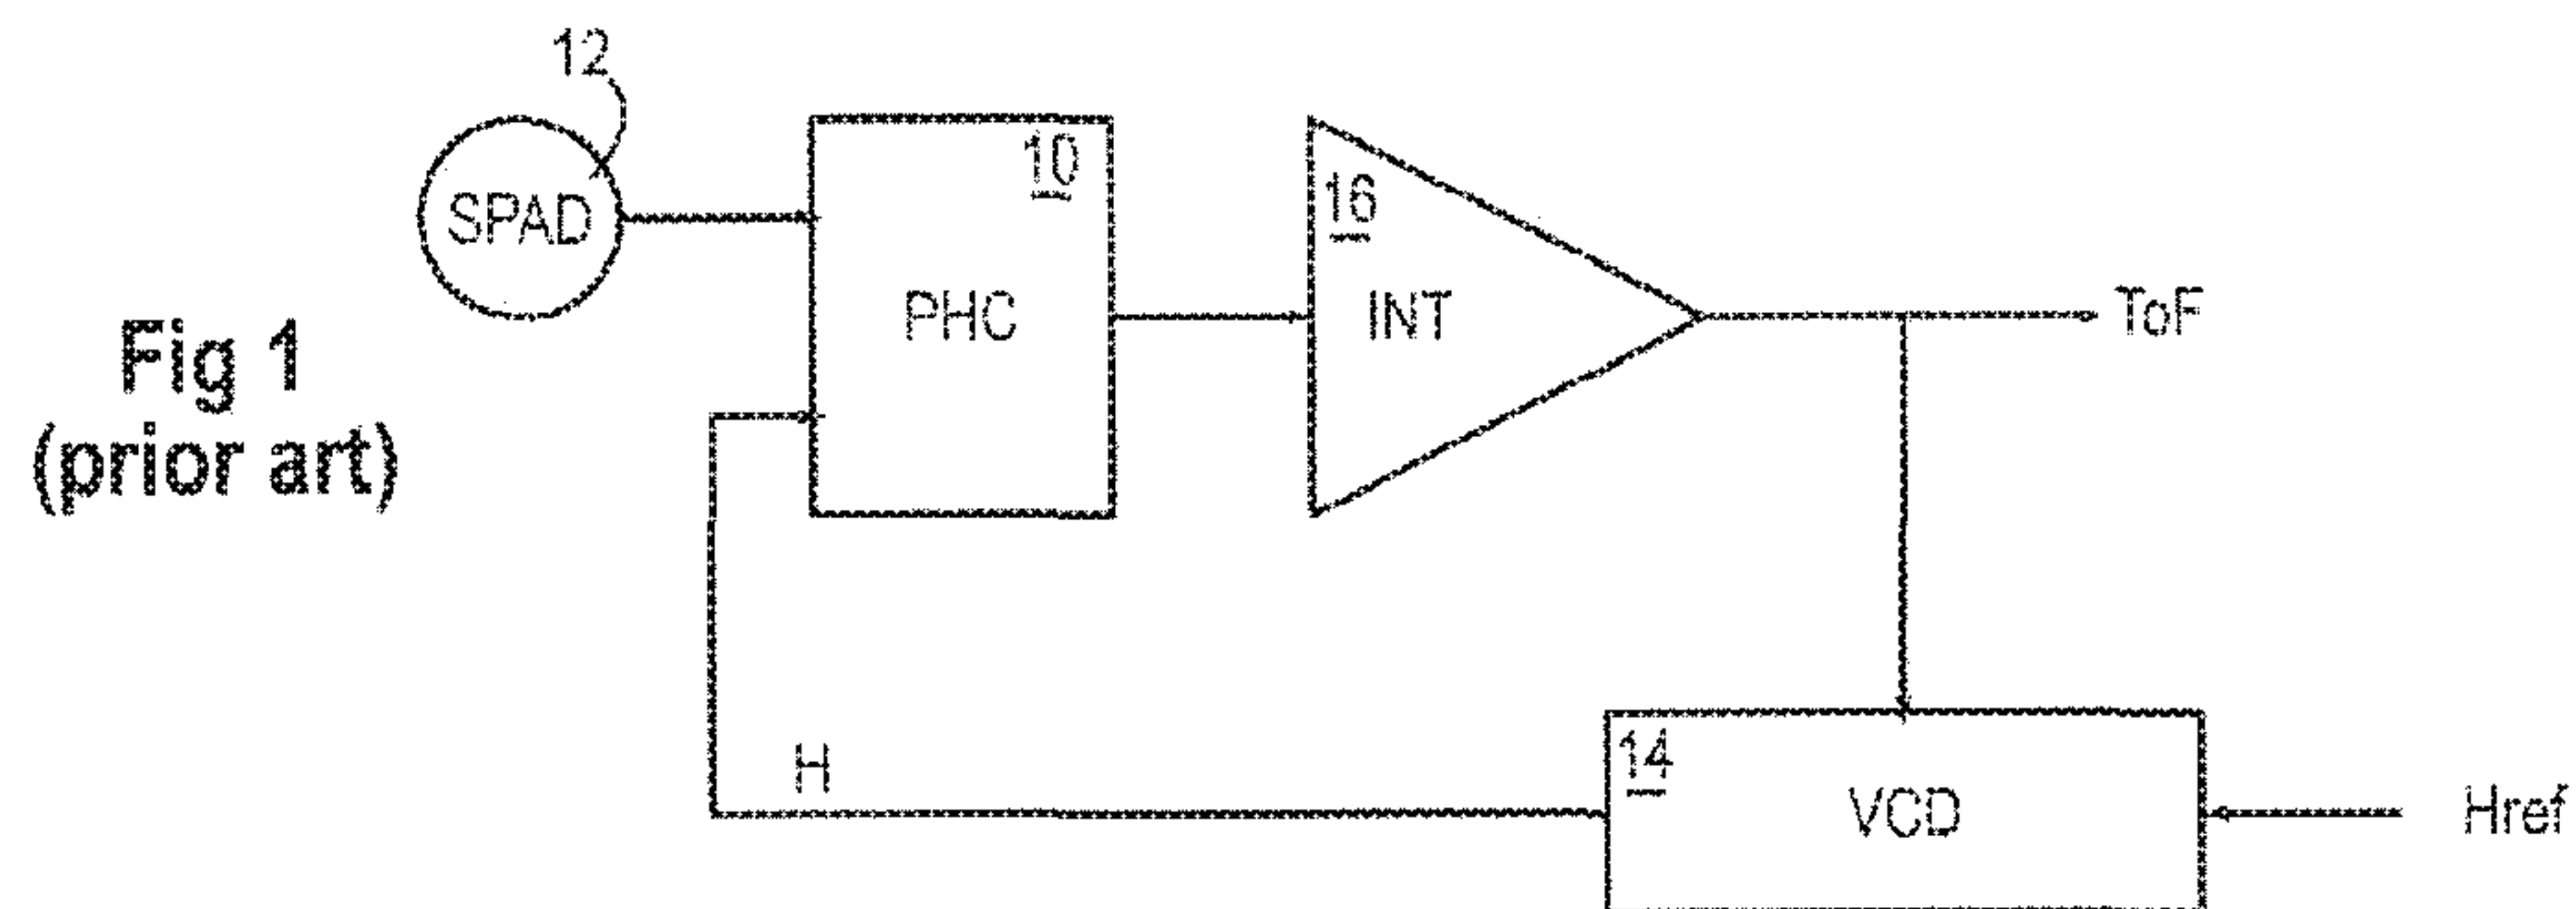 12
SPAD
10
PHC
16
INT
ToF
Fig 1
(prior art)
H
14
VCD
Href